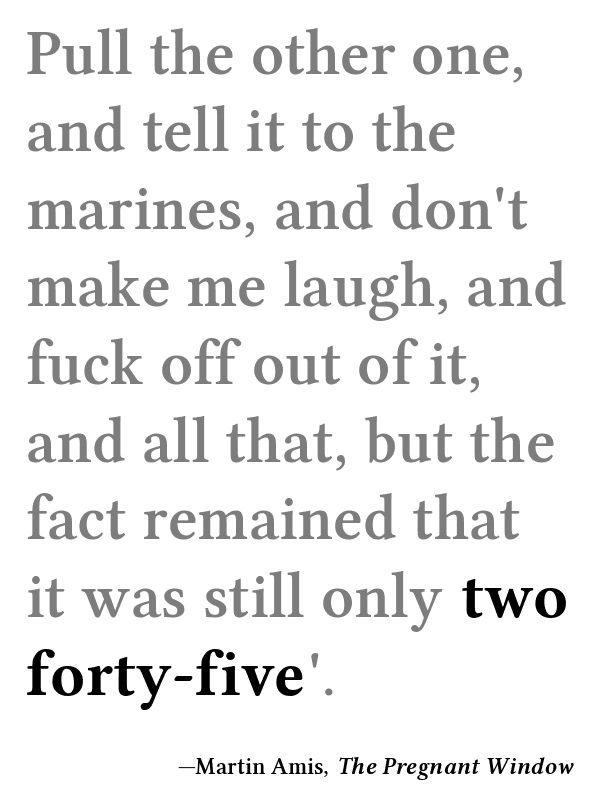 Pull the other one,
and tell it to the
marines, and don't
make me laugh, and
fuck off out of it,
and all that, but the
fact remained that
it was still only two
forty-five'.
—Martin Amis, The Pregnant Window